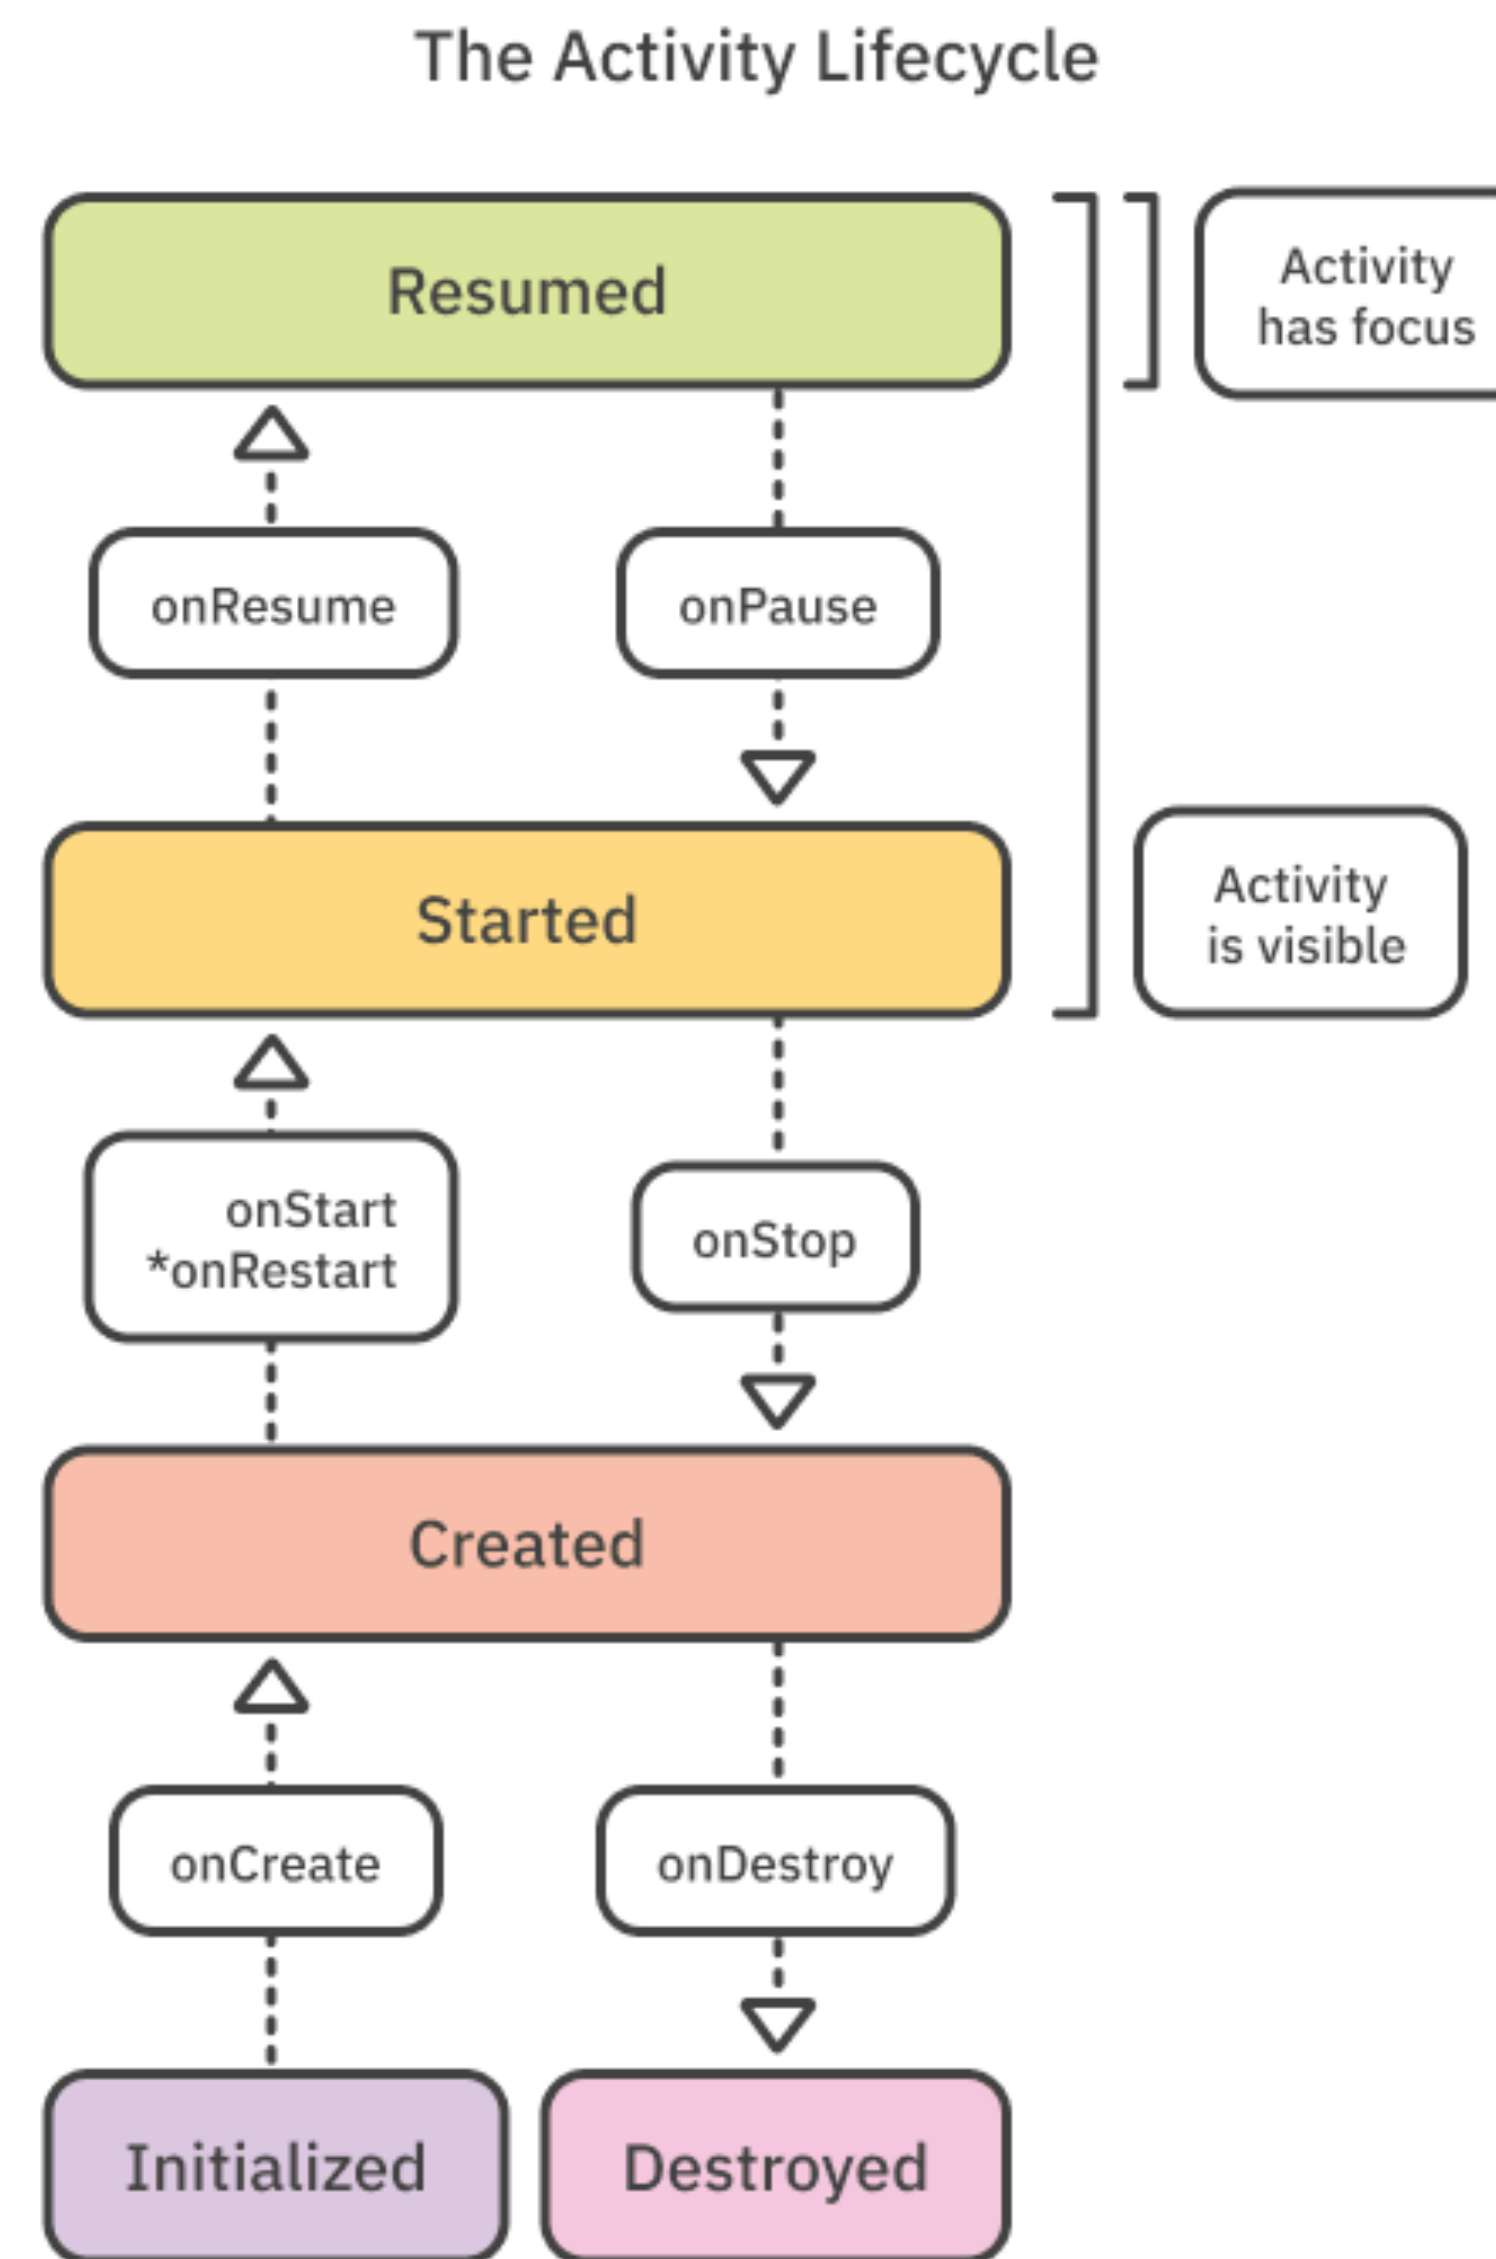 The Activity Lifecycle
Resumed
Activity
has focus
onResume
onPause
Started
Activity
is visible
onStart
*onRestart
onStop
Created
onCreate
onDestroy
Initialized
Destroyed